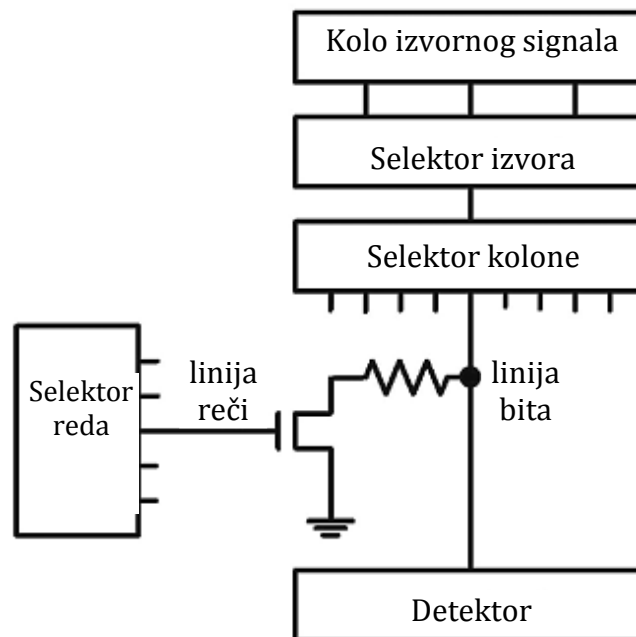 Kolo izvornog signala
Selektor izvora
Selektor kolone
Selektor
reda
linija
reči
linija
bita
Detektor